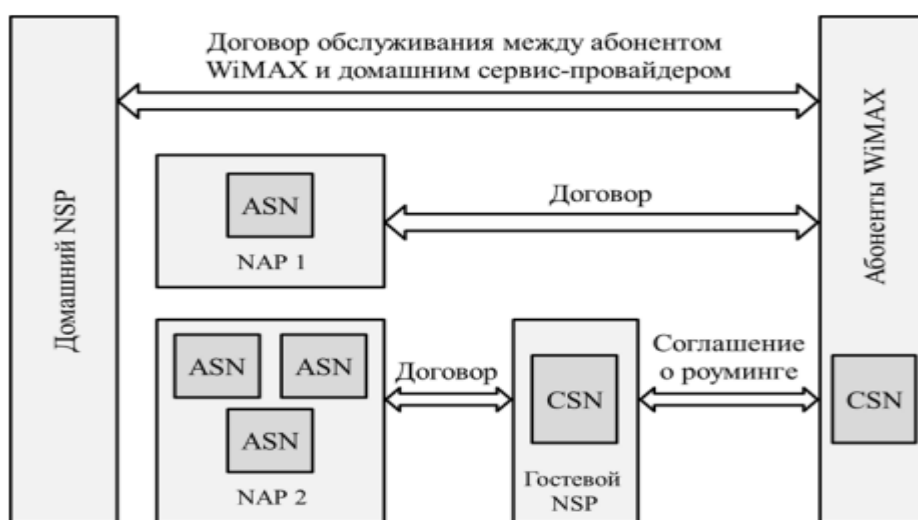 Договор обслуживания между абонентом
WiMAX и домашним сервис-провайдером
Домашний NSP
Абоненты WiMAX
ASN
NAP 1
Договор
ASN
ASN
ASN
NAP 2
Договор
CSN
Гостевой
NSP
Соглашение
о роуминге
CSN